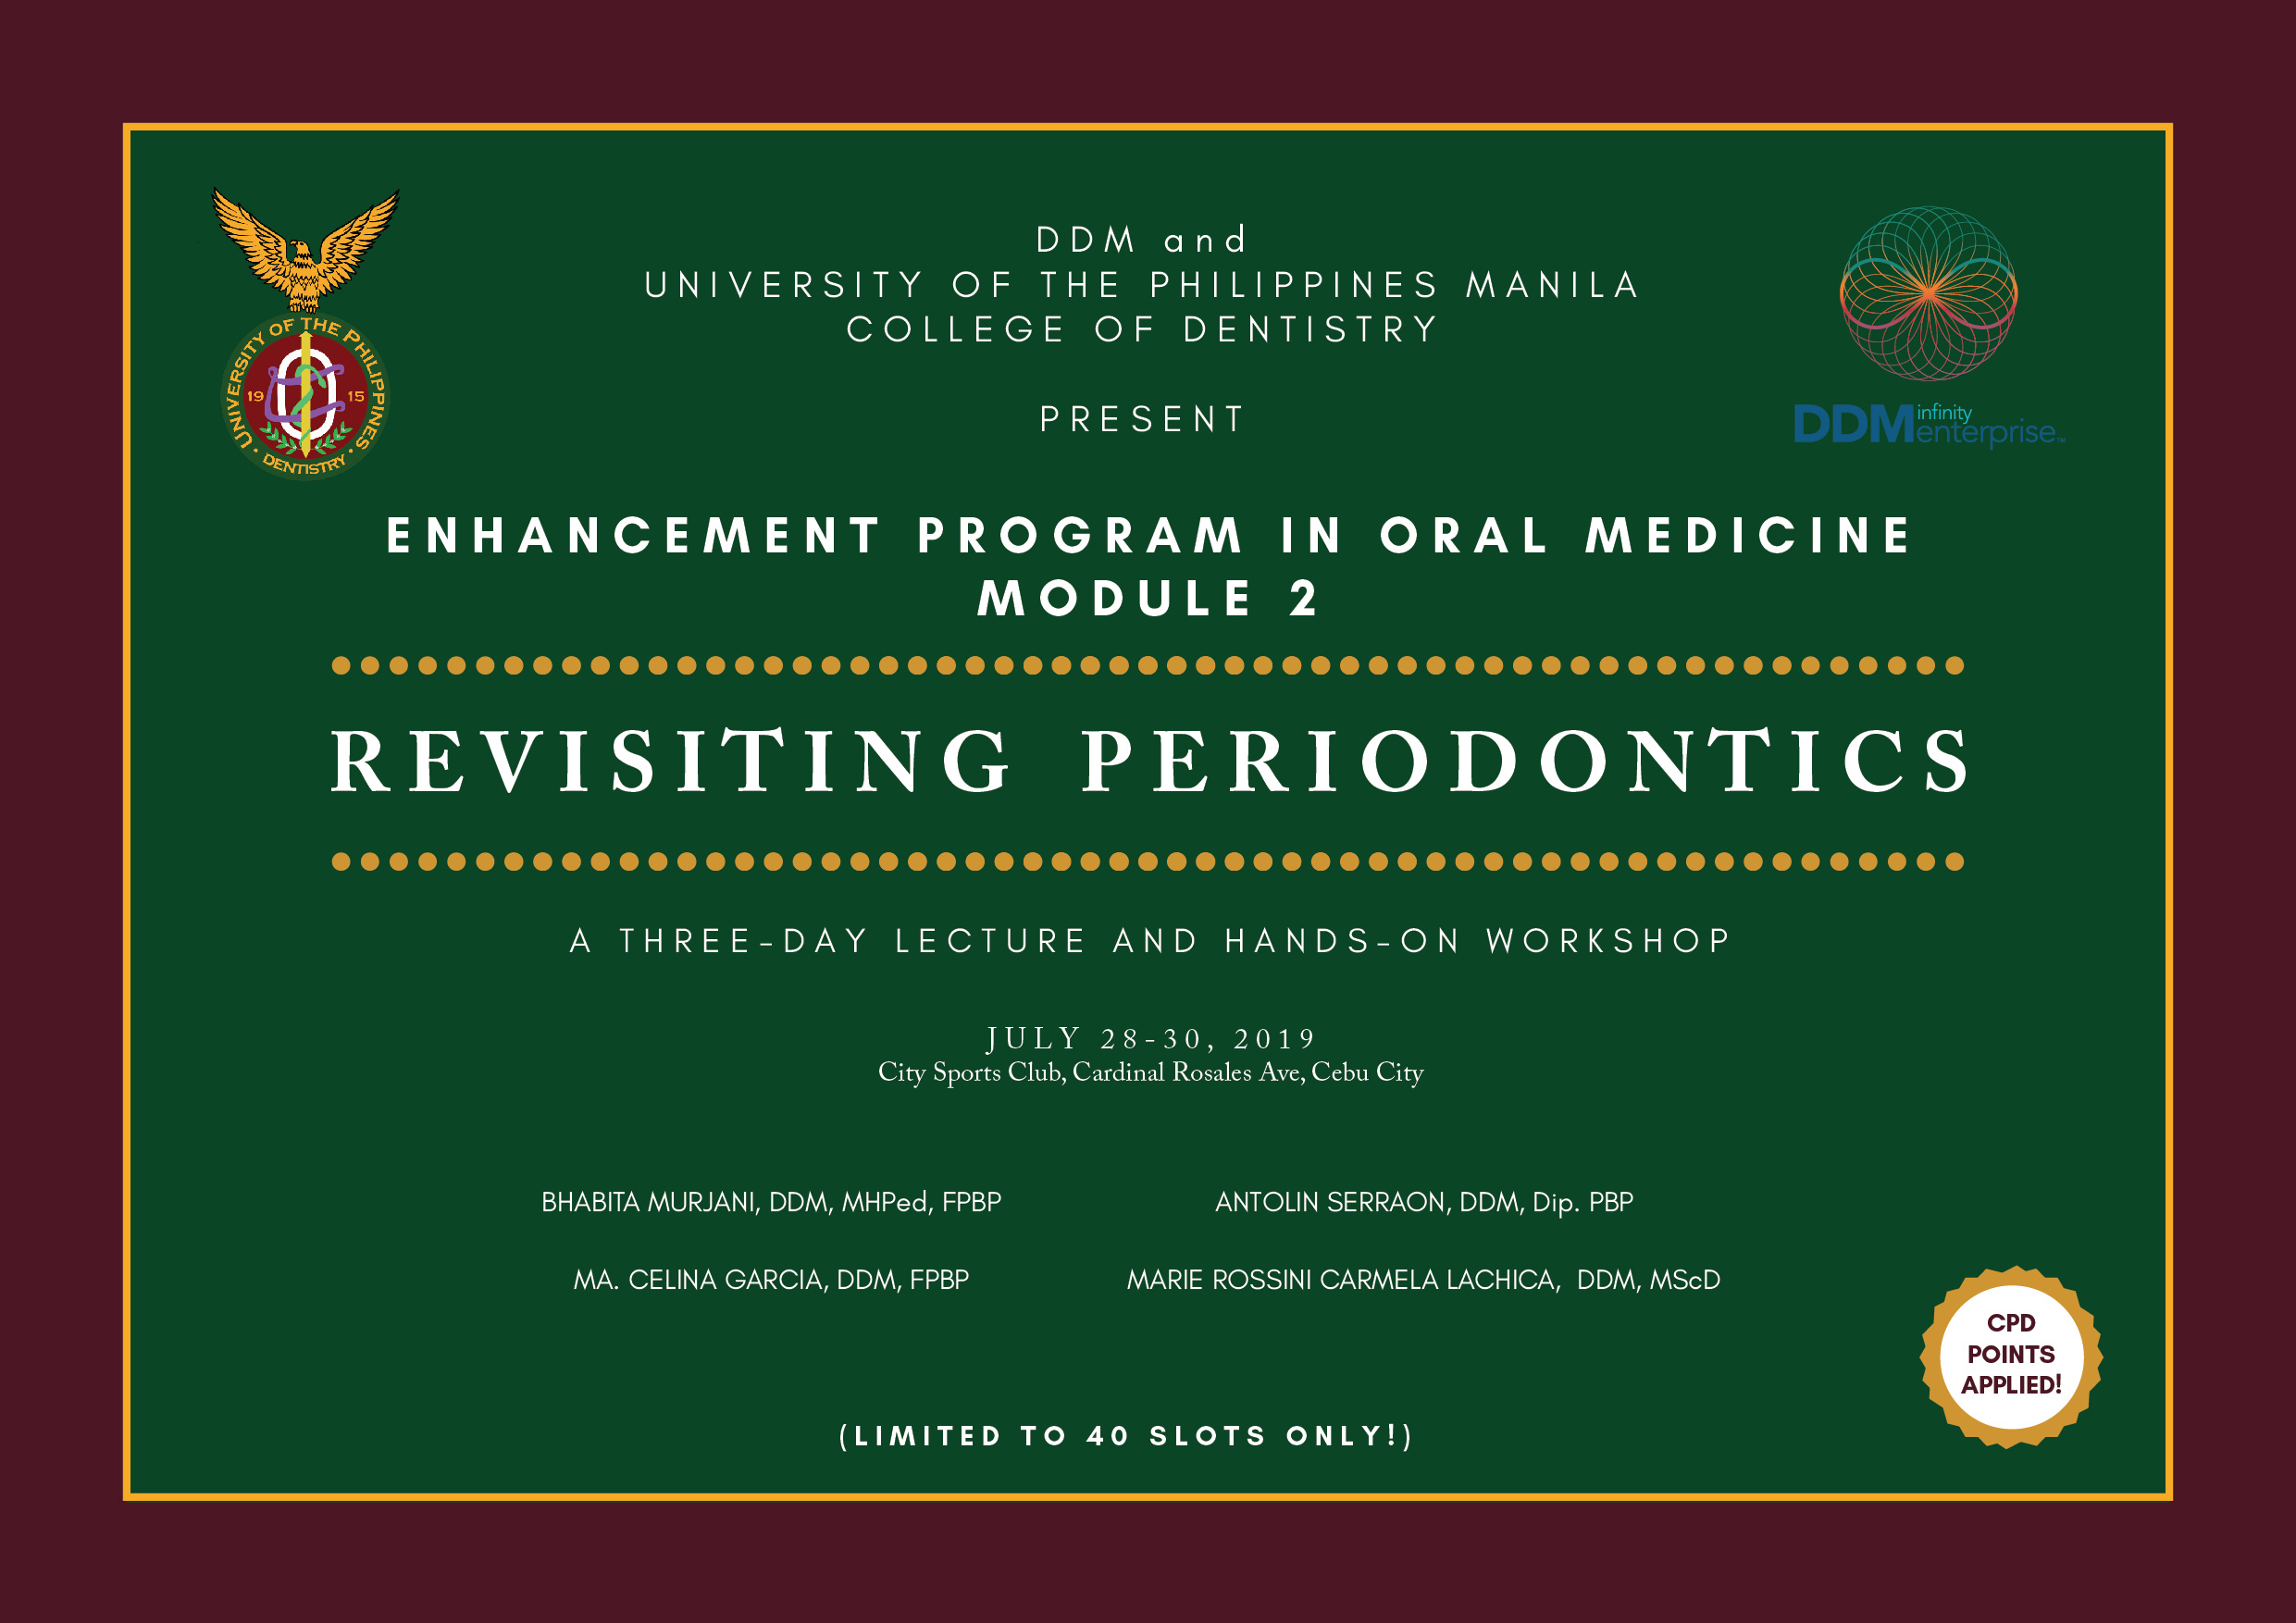 DDM and
UNIVERSITY OF THE PHILIPPINES MANILA
COLLEGE OF DENTISTRY
PRESENT
UNIVERSITY OF THE PHILIPPINES
19 15
• DENTISTRY •
DDM infinity enterprise™
ENHANCEMENT PROGRAM IN ORAL MEDICINE
MODULE 2
REVISITING PERIODONTICS
A THREE-DAY LECTURE AND HANDS-ON WORKSHOP
JULY 28-30, 2019
City Sports Club, Cardinal Rosales Ave, Cebu City
BHABITA MURJANI, DDM, MHPed, FPBP
ANTOLIN SERRAON, DDM, Dip. PBP
MA. CELINA GARCIA, DDM, FPBP
MARIE ROSSINI CARMELA LACHICA, DDM, MScD
CPD
POINTS
APPLIED!
(LIMITED TO 40 SLOTS ONLY!)